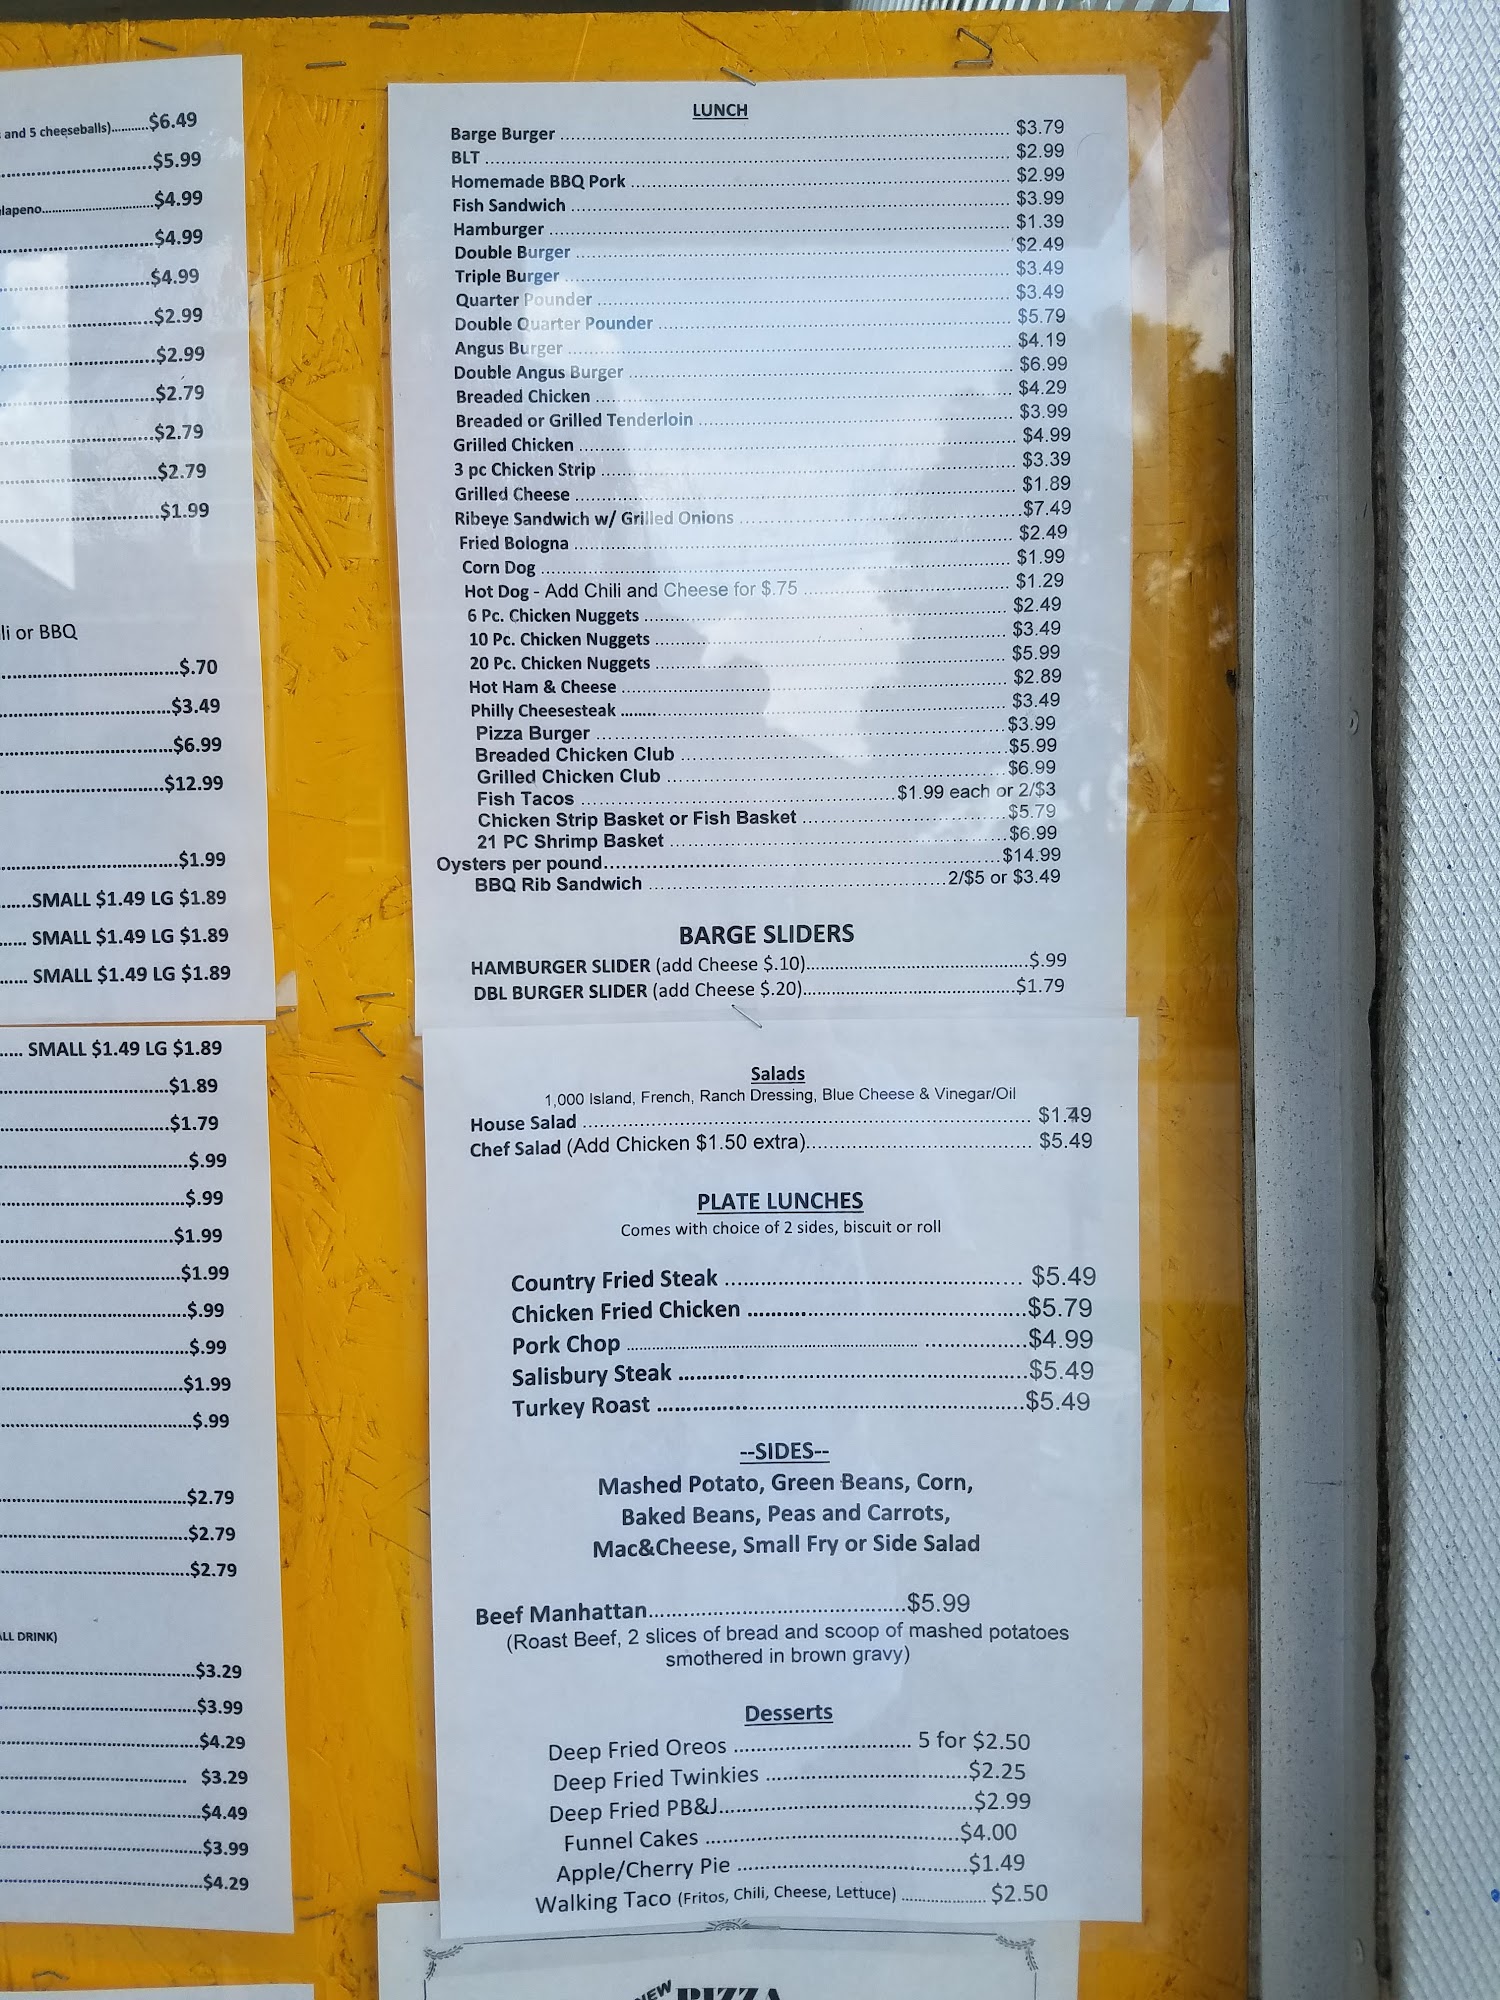 and 5 cheeseballs)..........$6.49
$5.99
lapeno..............................$4.99
$4.99
$4.99
$2.99
$2.99
$2.79
$2.79
$2.79
$1.99
li or BBQ
$.70
$3.49
$6.99
$12.99
$1.99
SMALL $1.49 LG $1.89
SMALL $1.49 LG $1.89
SMALL $1.49 LG $1.89
SMALL $1.49 LG $1.89
$1.89
$1.79
$.99
$.99
$1.99
$1.99
$.99
$.99
$1.99
$.99
$2.79
$2.79
$2.79
ALL DRINK)
$3.29
$3.99
$4.29
$3.29
$4.49
$3.99
$4.29
LUNCH
Barge Burger ........ $3.79
BLT ........ $2.99
Homemade BBQ Pork ........ $2.99
Fish Sandwich ........ $3.99
Hamburger ........ $1.39
Double Burger ........ $2.49
Triple Burger ........ $3.49
Quarter Pounder ........ $3.49
Double Quarter Pounder ........ $5.79
Angus Burger ........ $4.19
Double Angus Burger ........ $6.99
Breaded Chicken ........ $4.29
Breaded or Grilled Tenderloin ........ $3.99
Grilled Chicken ........ $4.99
3 pc Chicken Strip ........ $3.39
Grilled Cheese ........ $1.89
Ribeye Sandwich w/ Grilled Onions ........ $7.49
Fried Bologna ........ $2.49
Corn Dog ........ $1.99
Hot Dog - Add Chili and Cheese for $.75 ........ $1.29
6 Pc. Chicken Nuggets ........ $2.49
10 Pc. Chicken Nuggets ........ $3.49
20 Pc. Chicken Nuggets ........ $5.99
Hot Ham & Cheese ........ $2.89
Philly Cheesesteak ........ $3.49
Pizza Burger ........ $3.99
Breaded Chicken Club ........ $5.99
Grilled Chicken Club ........ $6.99
Fish Tacos ........ $1.99 each or 2/$3
Chicken Strip Basket or Fish Basket ........ $5.79
21 PC Shrimp Basket ........ $6.99
Oysters per pound........ $14.99
BBQ Rib Sandwich ........ 2/$5 or $3.49
BARGE SLIDERS
HAMBURGER SLIDER (add Cheese $.10)........$.99
DBL BURGER SLIDER (add Cheese $.20)........$1.79
Salads
1,000 Island, French, Ranch Dressing, Blue Cheese & Vinegar/Oil
House Salad ........ $1.49
Chef Salad (Add Chicken $1.50 extra)........ $5.49
PLATE LUNCHES
Comes with choice of 2 sides, biscuit or roll
Country Fried Steak ........ $5.49
Chicken Fried Chicken ........$5.79
Pork Chop ........$4.99
Salisbury Steak ........$5.49
Turkey Roast ........$5.49
--SIDES--
Mashed Potato, Green Beans, Corn,
Baked Beans, Peas and Carrots,
Mac&Cheese, Small Fry or Side Salad
Beef Manhattan........$5.99
(Roast Beef, 2 slices of bread and scoop of mashed potatoes
smothered in brown gravy)
Desserts
Deep Fried Oreos ........ 5 for $2.50
Deep Fried Twinkies ........$2.25
Deep Fried PB&J........$2.99
Funnel Cakes ........$4.00
Apple/Cherry Pie ........$1.49
Walking Taco (Fritos, Chili, Cheese, Lettuce) ........ $2.50
NEW PIZZA